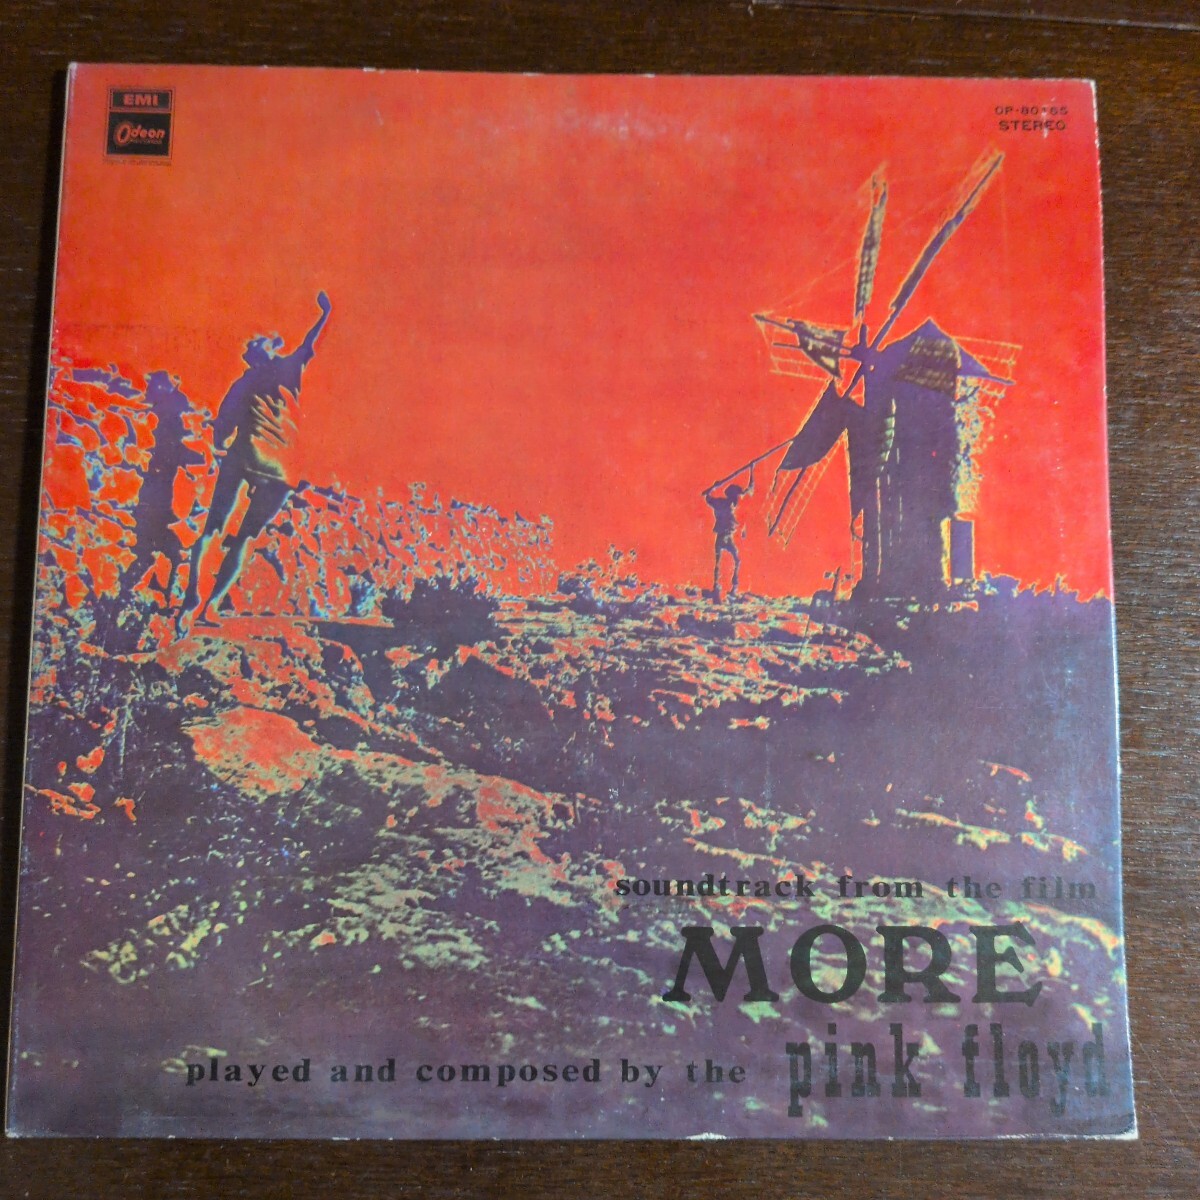 EMI
Odeon
OP·80165
STEREO
soundtrack from the film
MORE
played and composed by the pink floyd